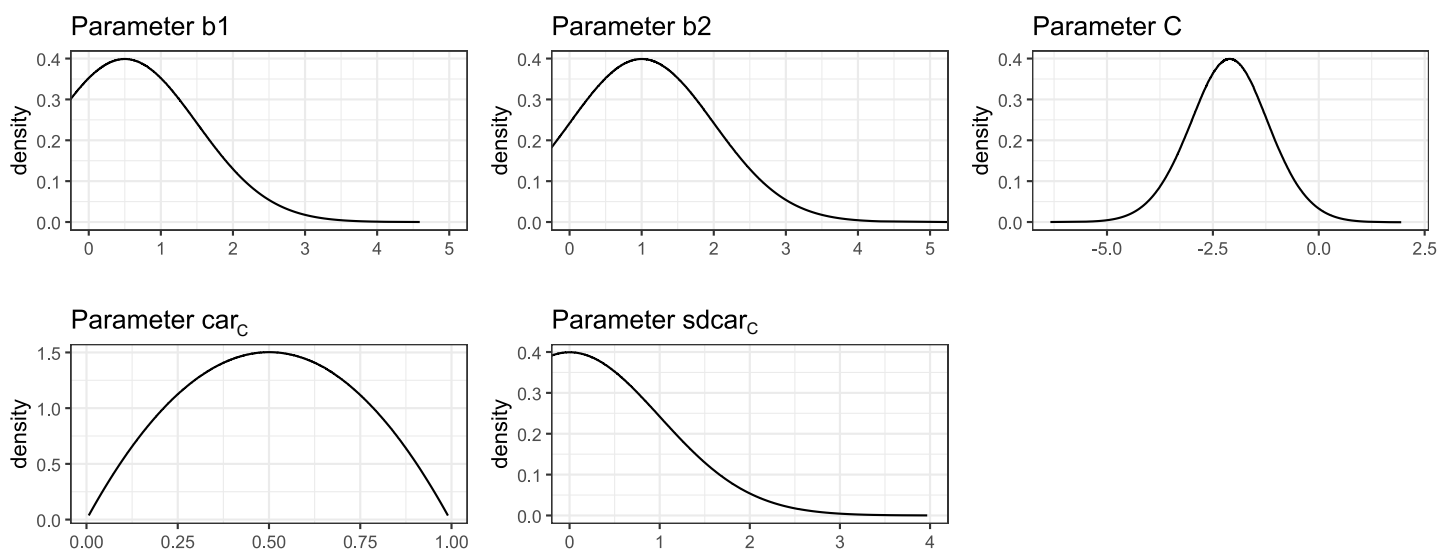 Parameter b1
0.4
0.3
0.2
0.1
0.0
density
0 1 2 3 4 5
Parameter b2
0.4
0.3
0.2
0.1
0.0
density
0 1 2 3 4 5
Parameter C
0.4
0.3
0.2
0.1
0.0
density
-5.0 -2.5 0.0 2.5
Parameter car_C
1.5
1.0
0.5
0.0
density
0.00 0.25 0.50 0.75 1.00
Parameter sdcar_C
0.4
0.3
0.2
0.1
0.0
density
0 1 2 3 4